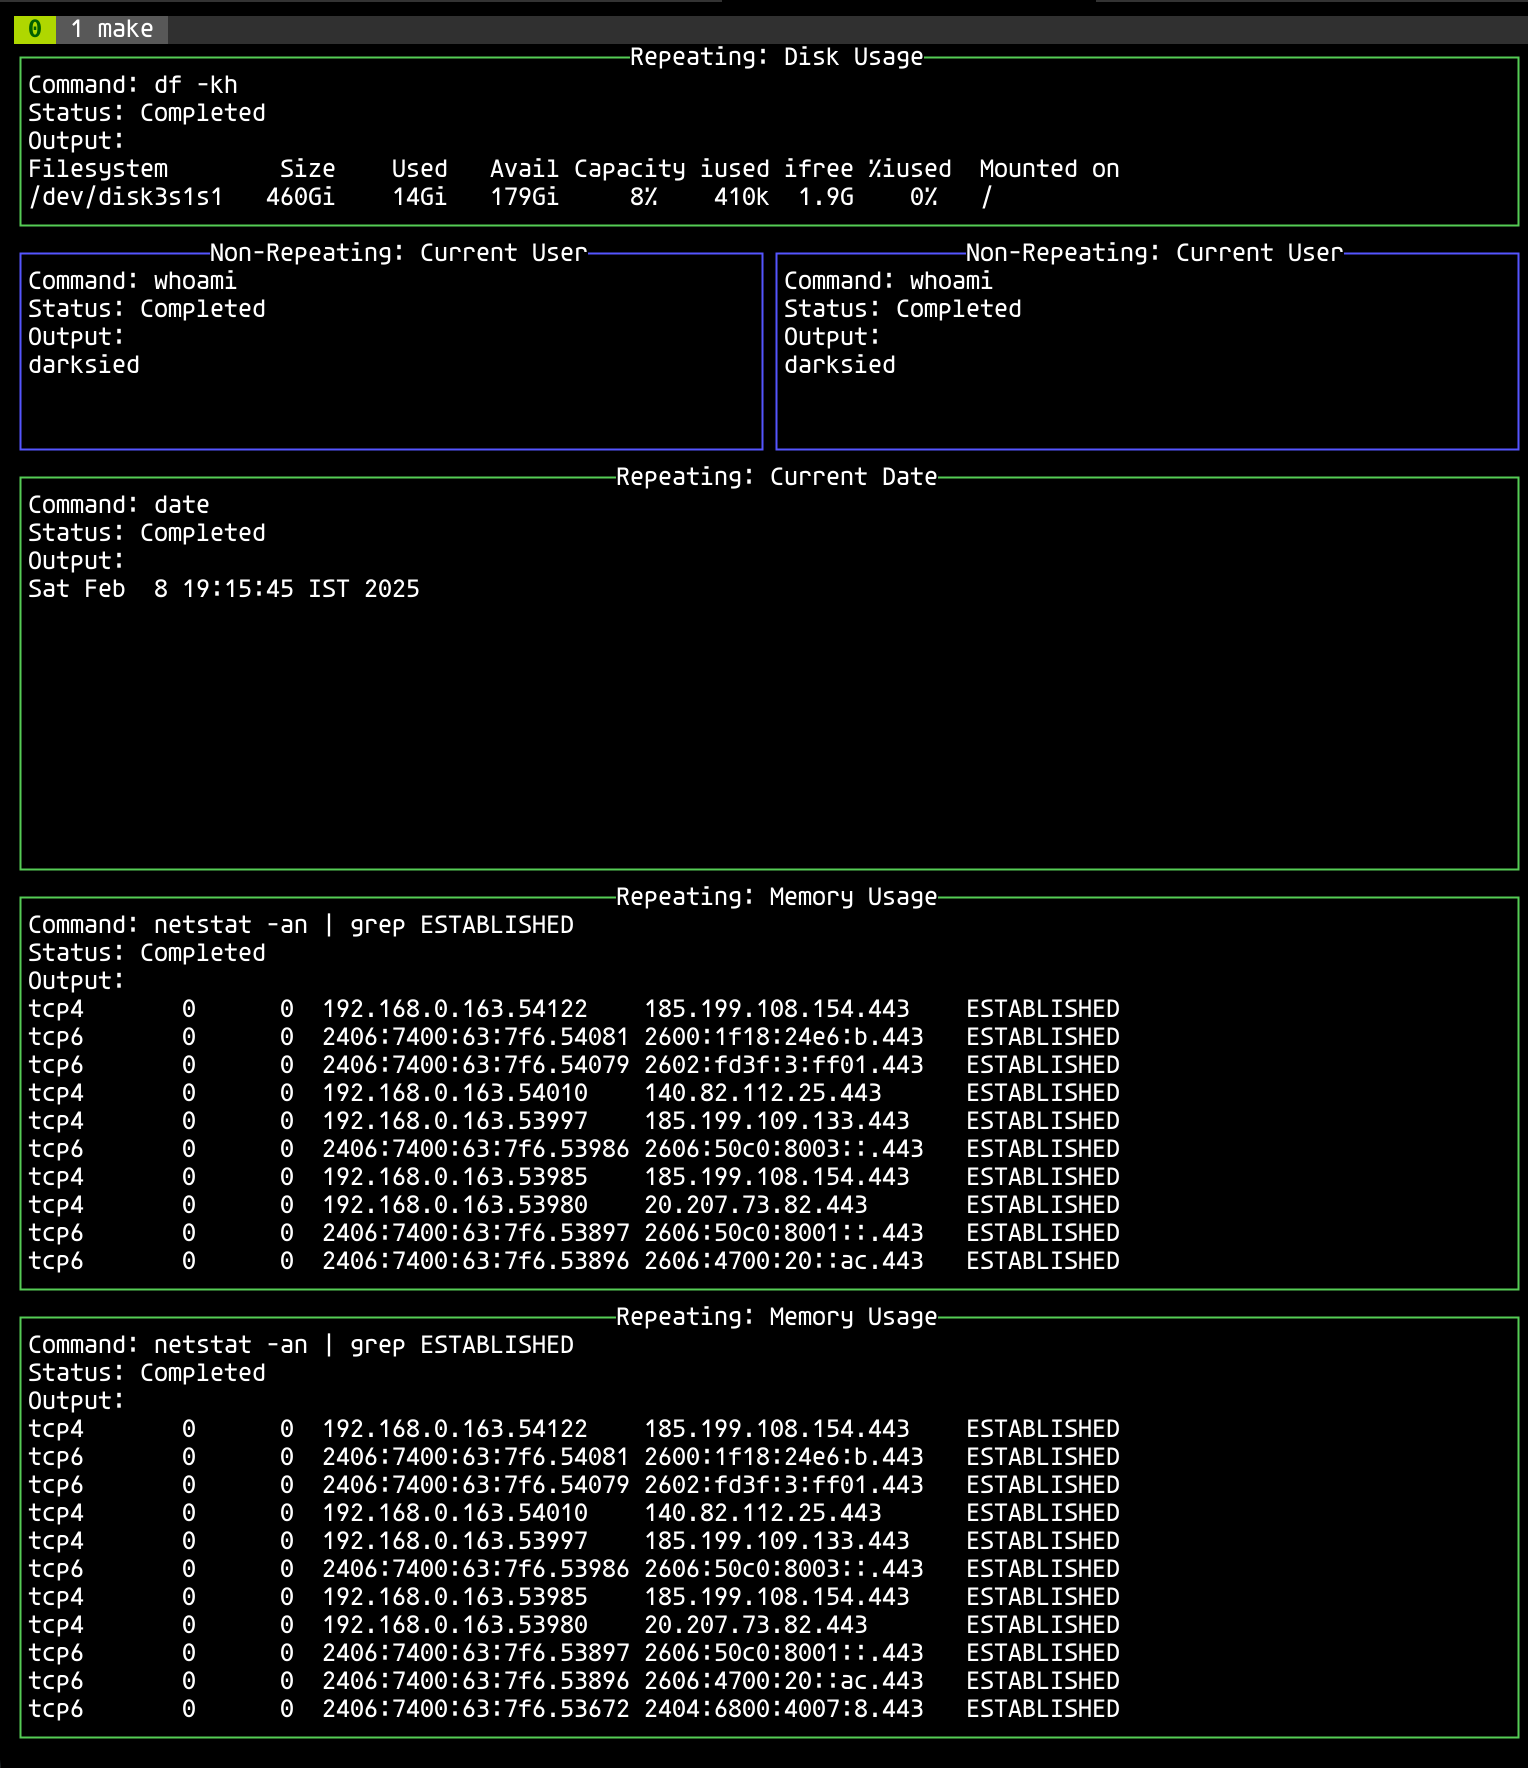 0 1 make
Repeating: Disk Usage
Command: df -kh
Status: Completed
Output:
Filesystem        Size    Used   Avail Capacity iused ifree %iused  Mounted on
/dev/disk3s1s1   460Gi    14Gi   179Gi     8%    410k  1.9G    0%   /
Non-Repeating: Current User
Command: whoami
Status: Completed
Output:
darksied
Non-Repeating: Current User
Command: whoami
Status: Completed
Output:
darksied
Repeating: Current Date
Command: date
Status: Completed
Output:
Sat Feb  8 19:15:45 IST 2025
Repeating: Memory Usage
Command: netstat -an | grep ESTABLISHED
Status: Completed
Output:
tcp4       0      0  192.168.0.163.54122    185.199.108.154.443    ESTABLISHED
tcp6       0      0  2406:7400:63:7f6.54081 2600:1f18:24e6:b.443   ESTABLISHED
tcp6       0      0  2406:7400:63:7f6.54079 2602:fd3f:3:ff01.443   ESTABLISHED
tcp4       0      0  192.168.0.163.54010    140.82.112.25.443      ESTABLISHED
tcp4       0      0  192.168.0.163.53997    185.199.109.133.443    ESTABLISHED
tcp6       0      0  2406:7400:63:7f6.53986 2606:50c0:8003::.443   ESTABLISHED
tcp4       0      0  192.168.0.163.53985    185.199.108.154.443    ESTABLISHED
tcp4       0      0  192.168.0.163.53980    20.207.73.82.443       ESTABLISHED
tcp6       0      0  2406:7400:63:7f6.53897 2606:50c0:8001::.443   ESTABLISHED
tcp6       0      0  2406:7400:63:7f6.53896 2606:4700:20::ac.443   ESTABLISHED
Repeating: Memory Usage
Command: netstat -an | grep ESTABLISHED
Status: Completed
Output:
tcp4       0      0  192.168.0.163.54122    185.199.108.154.443    ESTABLISHED
tcp6       0      0  2406:7400:63:7f6.54081 2600:1f18:24e6:b.443   ESTABLISHED
tcp6       0      0  2406:7400:63:7f6.54079 2602:fd3f:3:ff01.443   ESTABLISHED
tcp4       0      0  192.168.0.163.54010    140.82.112.25.443      ESTABLISHED
tcp4       0      0  192.168.0.163.53997    185.199.109.133.443    ESTABLISHED
tcp6       0      0  2406:7400:63:7f6.53986 2606:50c0:8003::.443   ESTABLISHED
tcp4       0      0  192.168.0.163.53985    185.199.108.154.443    ESTABLISHED
tcp4       0      0  192.168.0.163.53980    20.207.73.82.443       ESTABLISHED
tcp6       0      0  2406:7400:63:7f6.53897 2606:50c0:8001::.443   ESTABLISHED
tcp6       0      0  2406:7400:63:7f6.53896 2606:4700:20::ac.443   ESTABLISHED
tcp6       0      0  2406:7400:63:7f6.53672 2404:6800:4007:8.443   ESTABLISHED